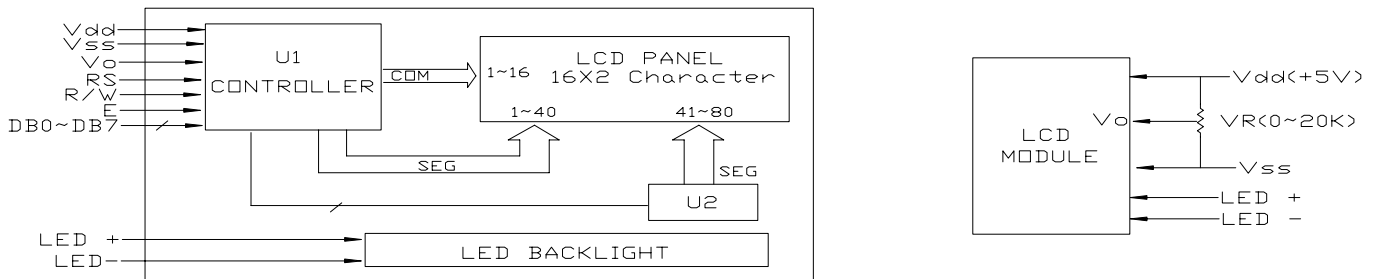 Vdd
Vss
Vo
RS
R/W
E
DB0~DB7
U1
CONTROLLER
COM
LCD PANEL
1~16 16X2 Character
1~40 41~80
SEG
SEG
U2
LED +
LED-
LED BACKLIGHT
LCD
MODULE
Vdd(+5V)
Vo
VR(0~20K)
Vss
LED +
LED -